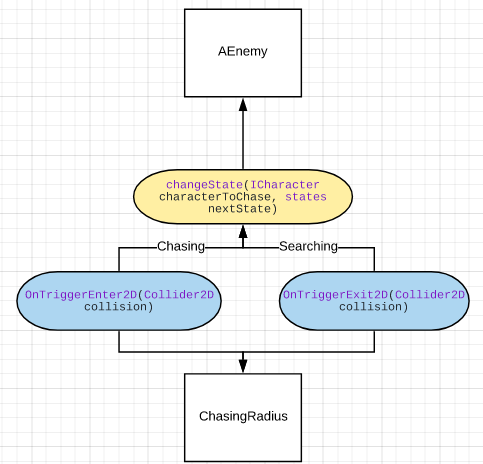 AEnemy
changeState(ICharacter
characterToChase, states
nextState)
Chasing
Searching
OnTriggerEnter2D(Collider2D
collision)
OnTriggerExit2D(Collider2D
collision)
ChasingRadius